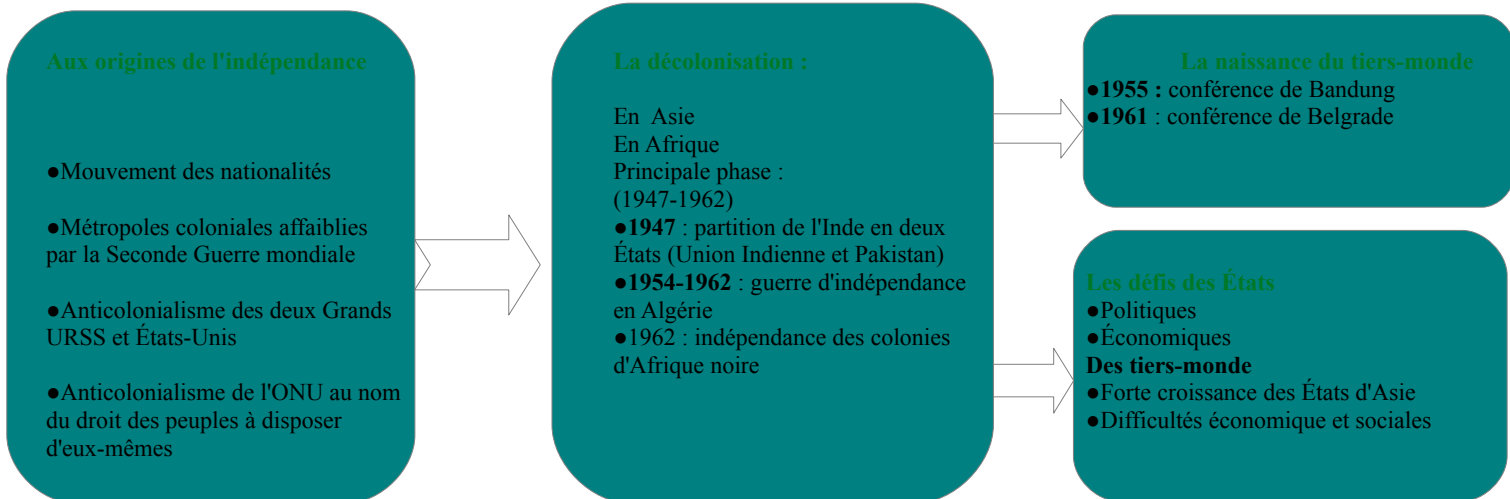 Aux origines de l'indépendance
●Mouvement des nationalités
●Métropoles coloniales affaiblies
par la Seconde Guerre mondiale
●Anticolonialisme des deux Grands
URSS et États-Unis
●Anticolonialisme de l'ONU au nom
du droit des peuples à disposer
d'eux-mêmes
La décolonisation :
En Asie
En Afrique
Principale phase :
(1947-1962)
●1947 : partition de l'Inde en deux
États (Union Indienne et Pakistan)
●1954-1962 : guerre d'indépendance
en Algérie
●1962 : indépendance des colonies
d'Afrique noire
La naissance du tiers-monde
●1955 : conférence de Bandung
●1961 : conférence de Belgrade
Les défis des États
●Politiques
●Économiques
Des tiers-monde
●Forte croissance des États d'Asie
●Difficultés économique et sociales